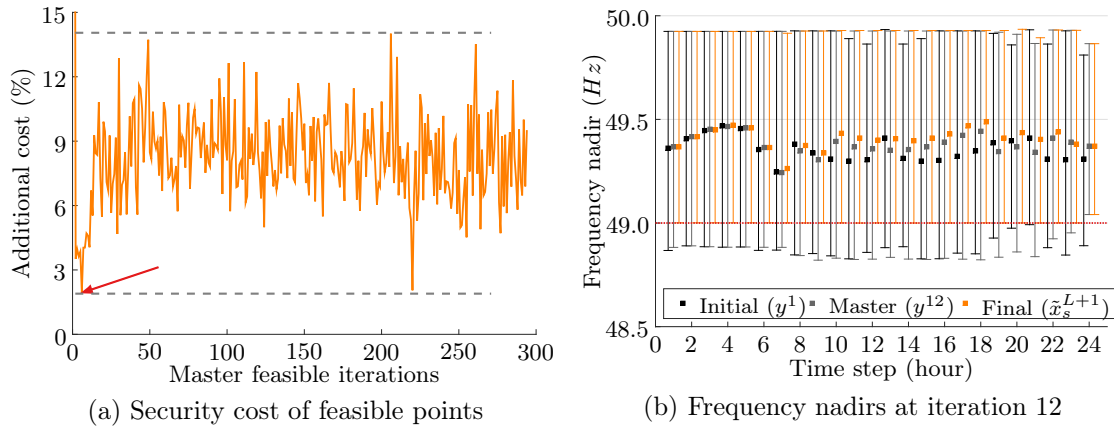 15
12
9
6
3
0
Additional cost (%)
0 50 100 150 200 250 300
Master feasible iterations
(a) Security cost of feasible points
50.0
49.5
49.0
48.5
Frequency nadir (Hz)
Initial (y¹) Master (y¹²) Final (x̃ₛᴸ⁺¹)
0 2 4 6 8 10 12 14 16 18 20 22 24
Time step (hour)
(b) Frequency nadirs at iteration 12